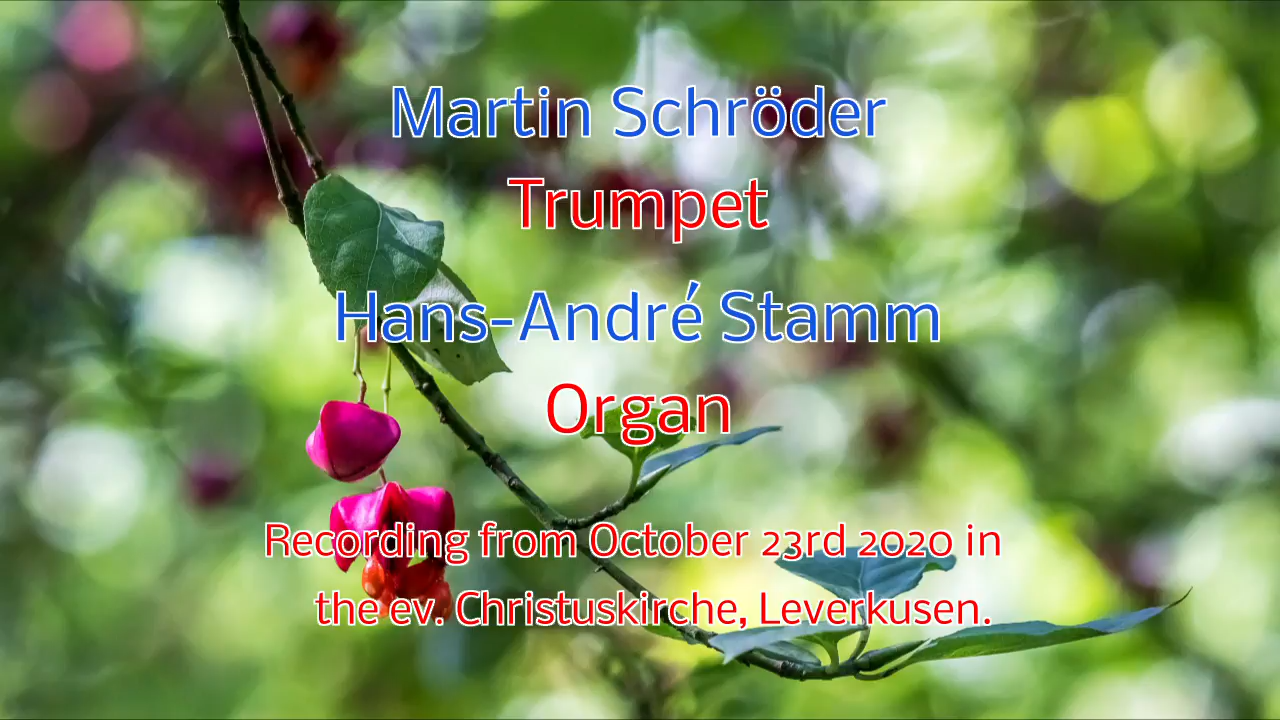 Martin Schröder
Trumpet
Hans-André Stamm
Organ
Recording from October 23rd 2020 in
the ev. Christuskirche, Leverkusen.